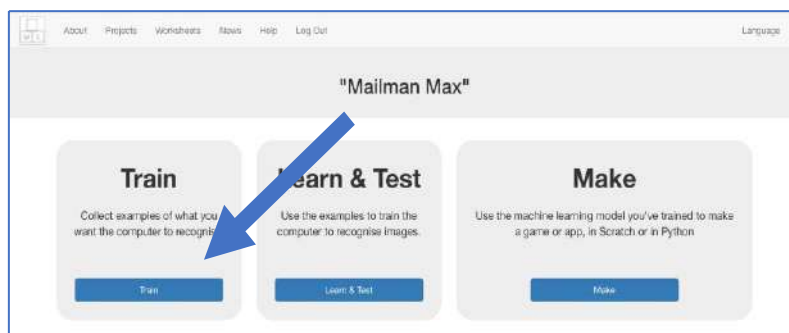 About Projects Worksheets News Help Log Out Language
"Mailman Max"
Train
Collect examples of what you
want the computer to
Train
Learn & Test
Use the examples to train the
computer to recognise images.
Learn & Test
Make
Use the machine learning model you've trained to make
a game or app, in Scratch or in Python
Make